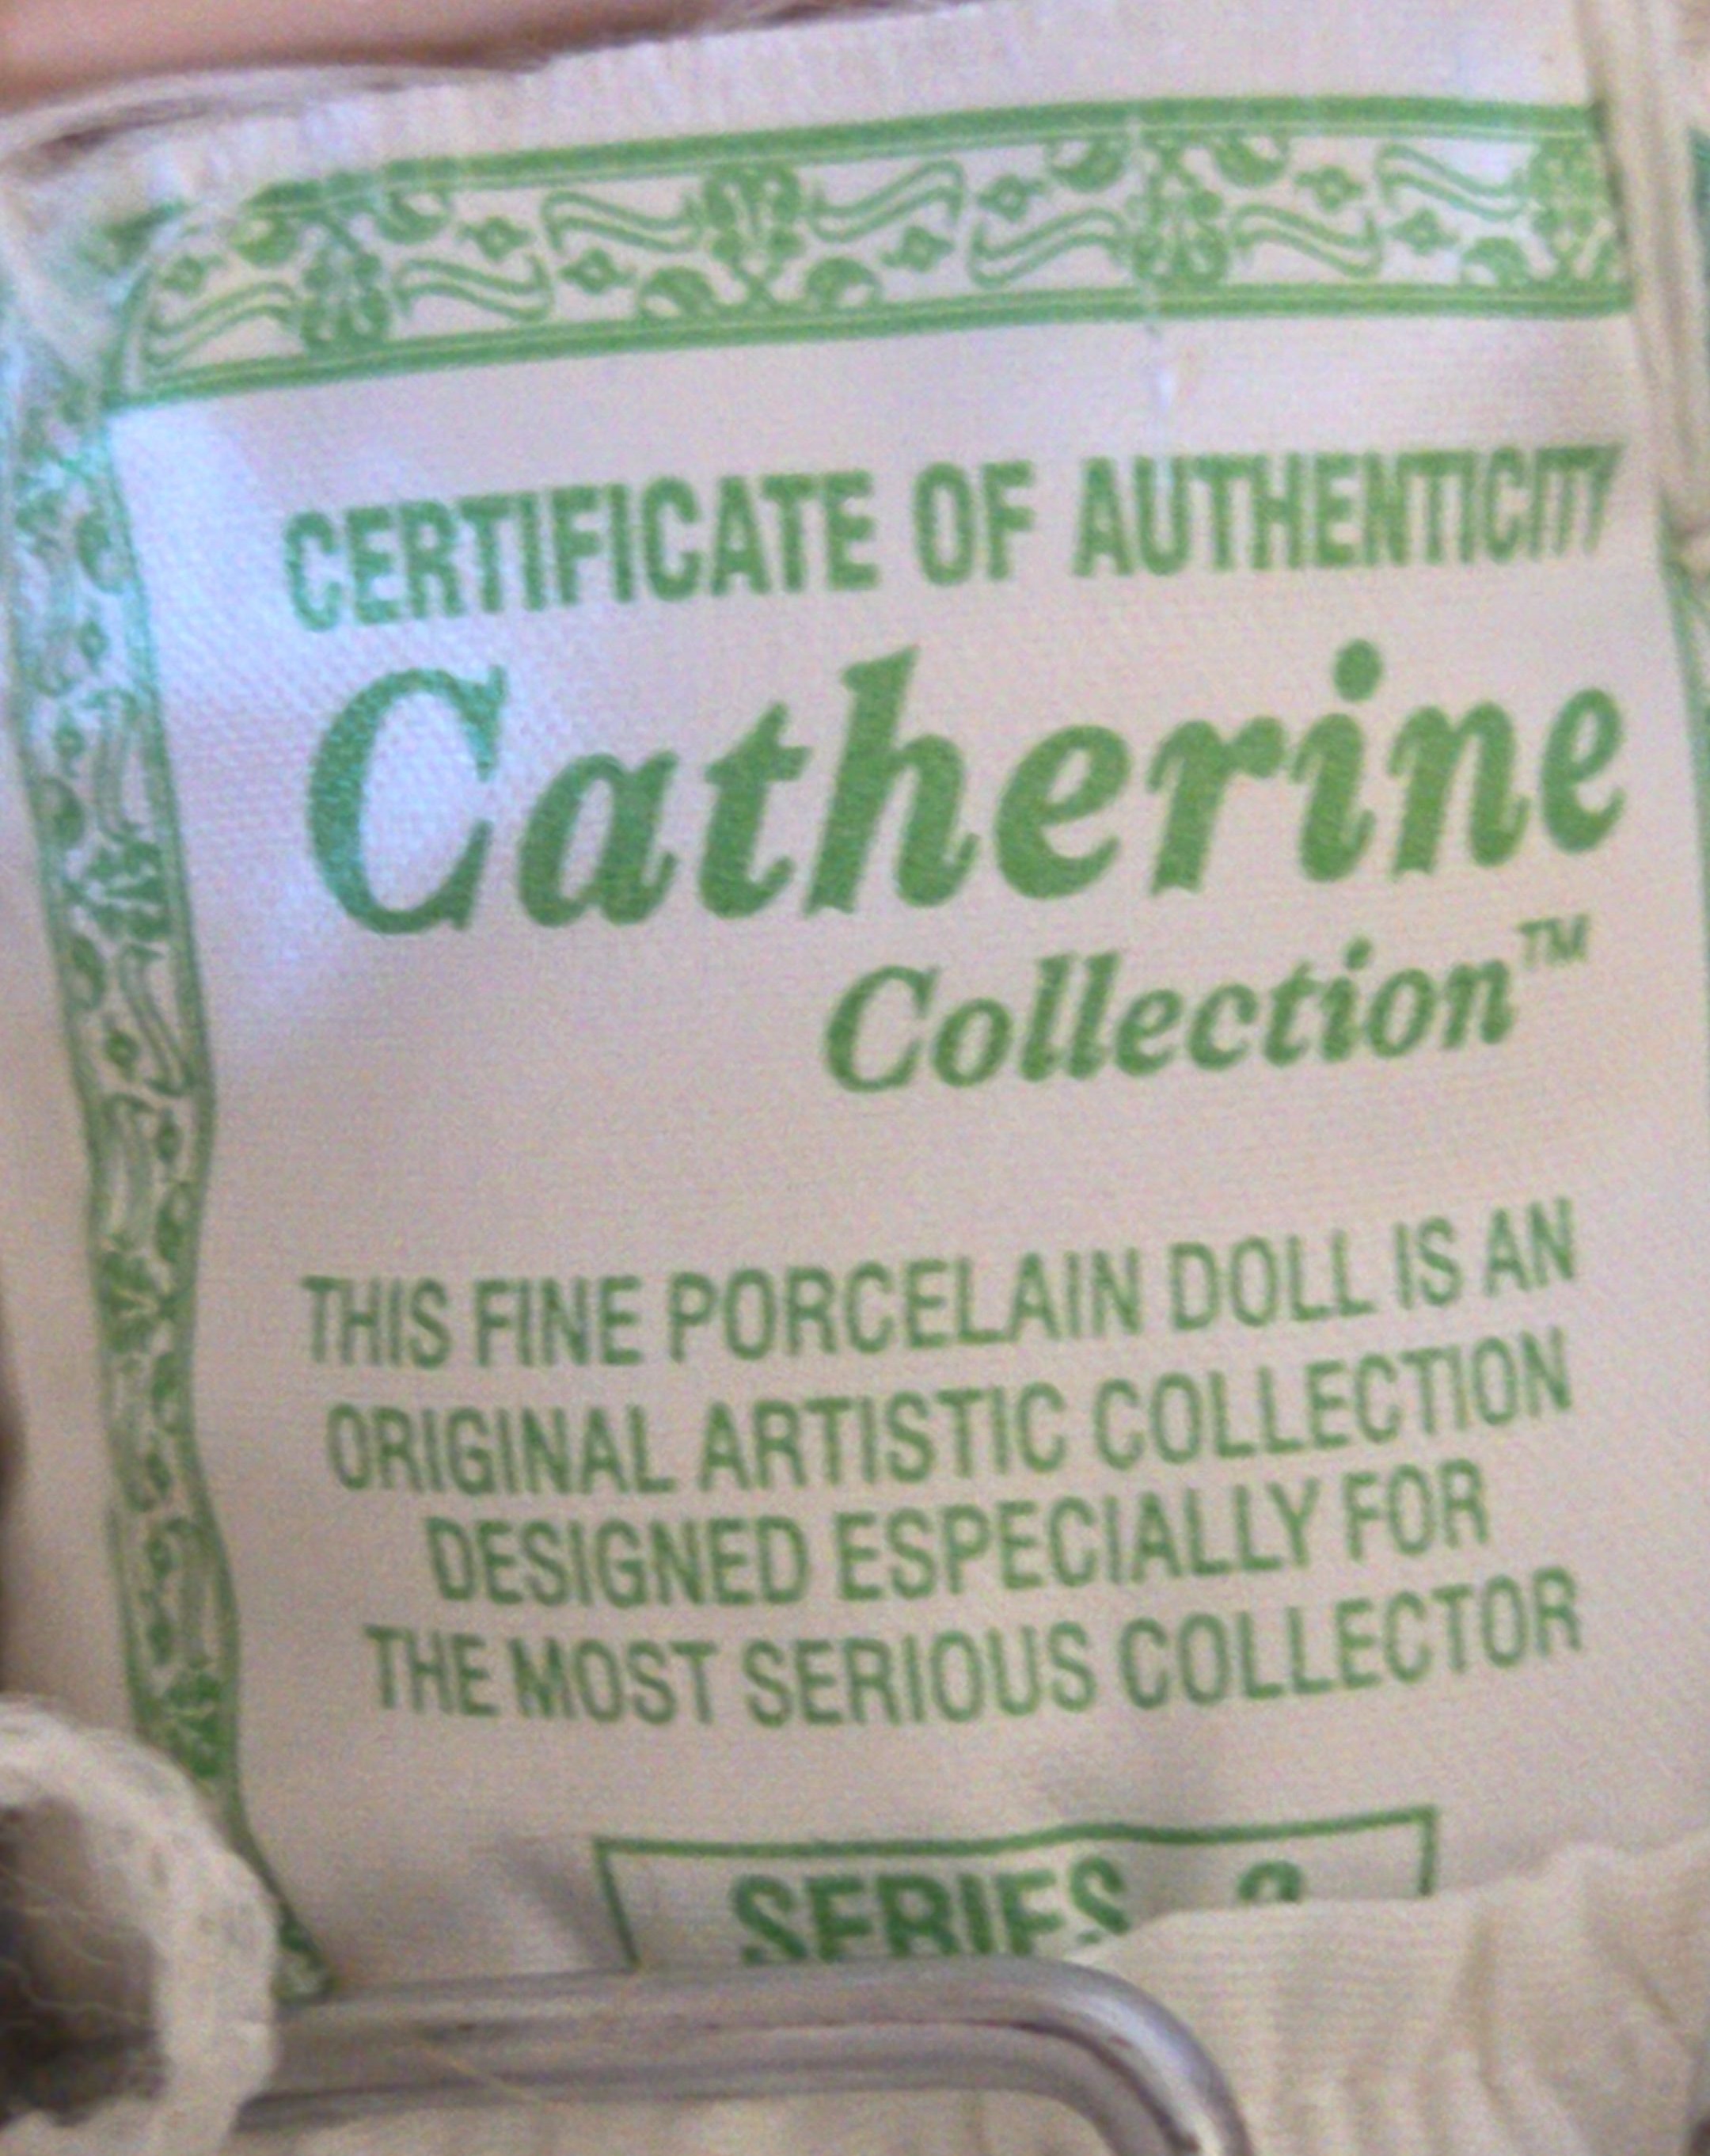 CERTIFICATE OF AUTHENTICITY
Catherine
Collection™
THIS FINE PORCELAIN DOLL IS AN
ORIGINAL ARTISTIC COLLECTION
DESIGNED ESPECIALLY FOR
THE MOST SERIOUS COLLECTOR
SERIES